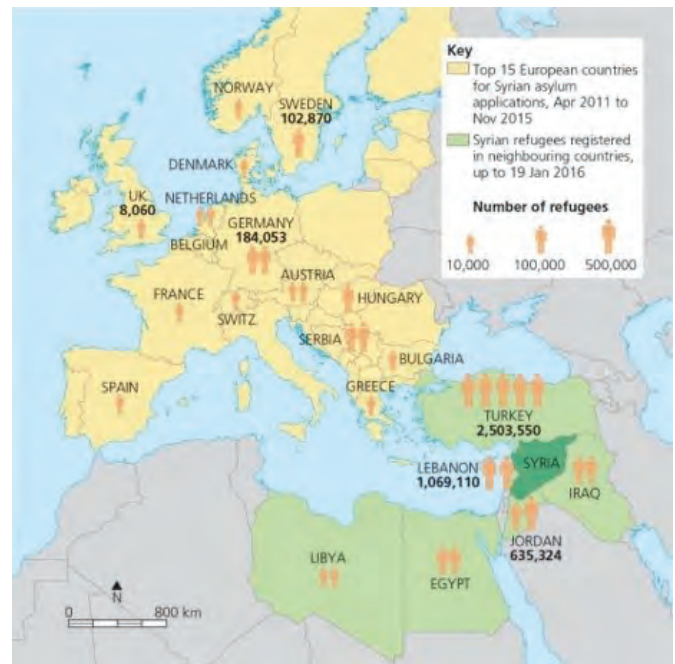 Key
Top 15 European countries
for Syrian asylum
applications, Apr 2011 to
Nov 2015
Syrian refugees registered
in neighbouring countries,
up to 19 Jan 2016
Number of refugees
10,000 100,000 500,000
NORWAY
SWEDEN
102,870
DENMARK
UK
8,060
NETHERLANDS
GERMANY
184,053
BELGIUM
AUSTRIA
FRANCE
HUNGARY
SWITZ.
SERBIA
BULGARIA
SPAIN
GREECE
TURKEY
2,503,550
LEBANON
1,069,110
SYRIA
IRAQ
JORDAN
635,324
LIBYA
EGYPT
N
0 800 km